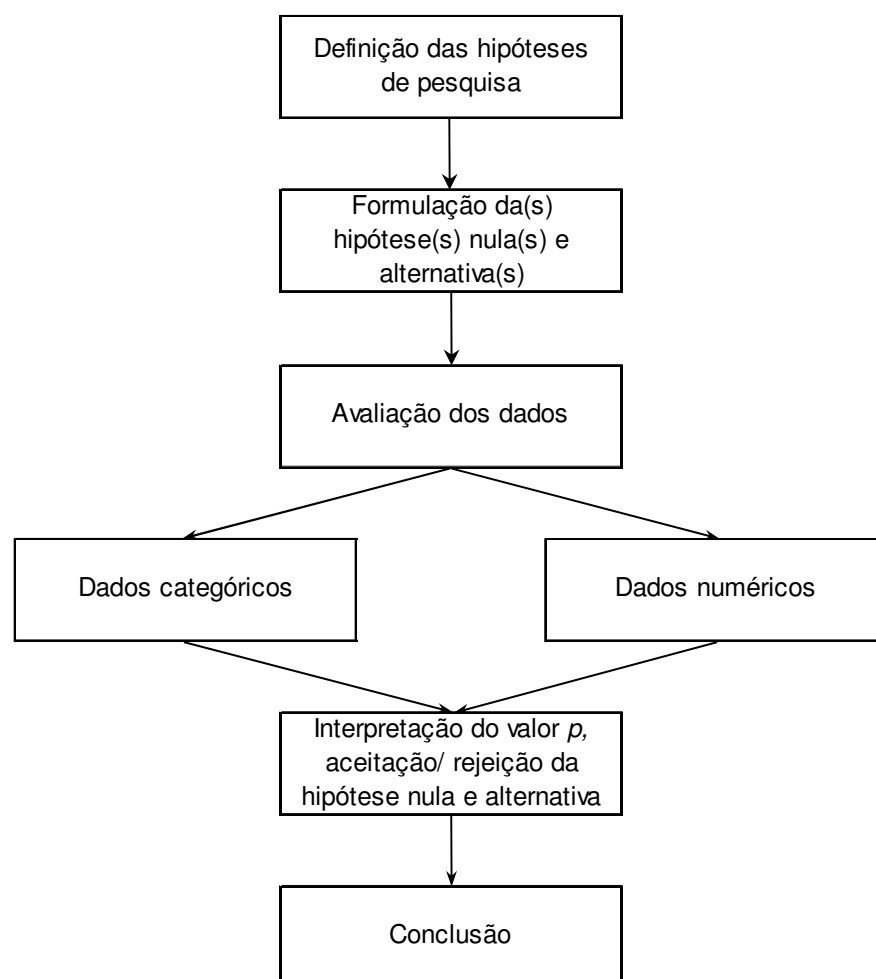 Definição das hipóteses
de pesquisa
Formulação da(s)
hipótese(s) nula(s) e
alternativa(s)
Avaliação dos dados
Dados categóricos
Dados numéricos
Interpretação do valor p,
aceitação/ rejeição da
hipótese nula e alternativa
Conclusão